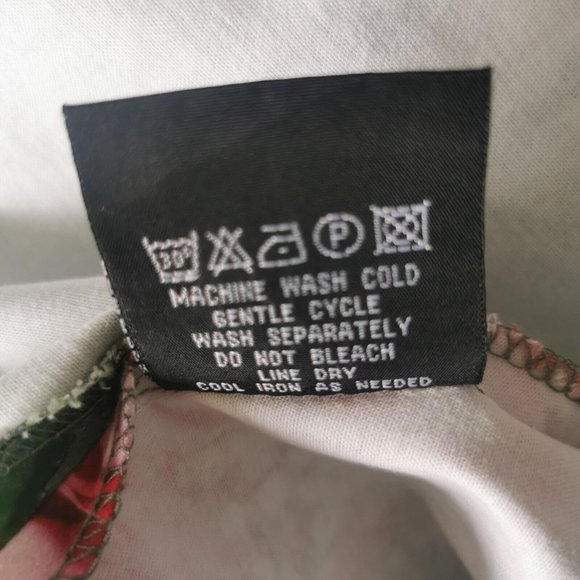 30°
P
MACHINE WASH COLD
GENTLE CYCLE
WASH SEPARATELY
DO NOT BLEACH
LINE DRY
COOL IRON AS NEEDED